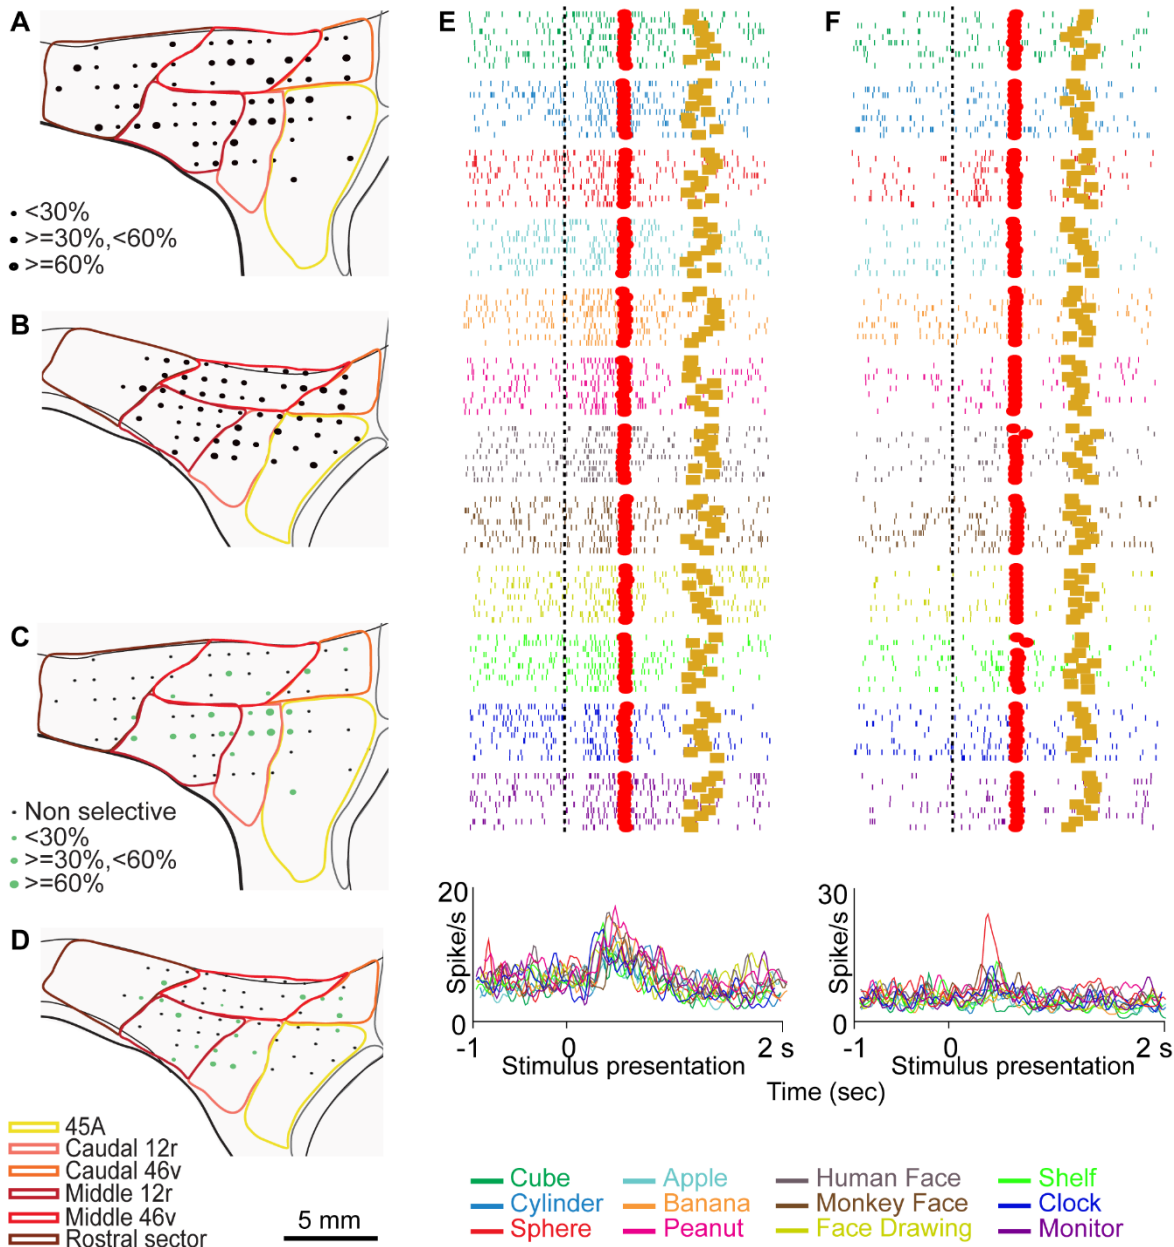 A
<30%
>=30%,<60%
>=60%
B
C
Non selective
<30%
>=30%,<60%
>=60%
D
45A
Caudal 12r
Caudal 46v
Middle 12r
Middle 46v
Rostral sector
5 mm
E
F
20
Spike/s
0
-1
0
2 s
Stimulus presentation
30
Spike/s
0
-1
0
2 s
Stimulus presentation
Time (sec)
Cube
Apple
Human Face
Shelf
Cylinder
Banana
Monkey Face
Clock
Sphere
Peanut
Face Drawing
Monitor